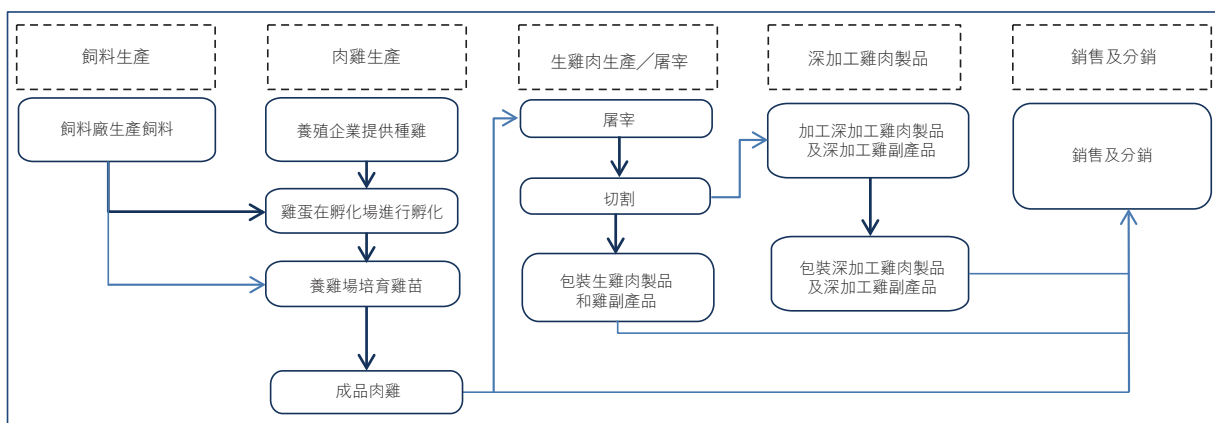 飼料生產
肉雞生產
生雞肉生產／屠宰
深加工雞肉製品
銷售及分銷
飼料廠生產飼料
養殖企業提供種雞
雞蛋在孵化場進行孵化
養雞場培育雞苗
成品肉雞
屠宰
切割
包裝生雞肉製品
和雞副產品
加工深加工雞肉製品
及深加工雞副產品
包裝深加工雞肉製品
及深加工雞副產品
銷售及分銷